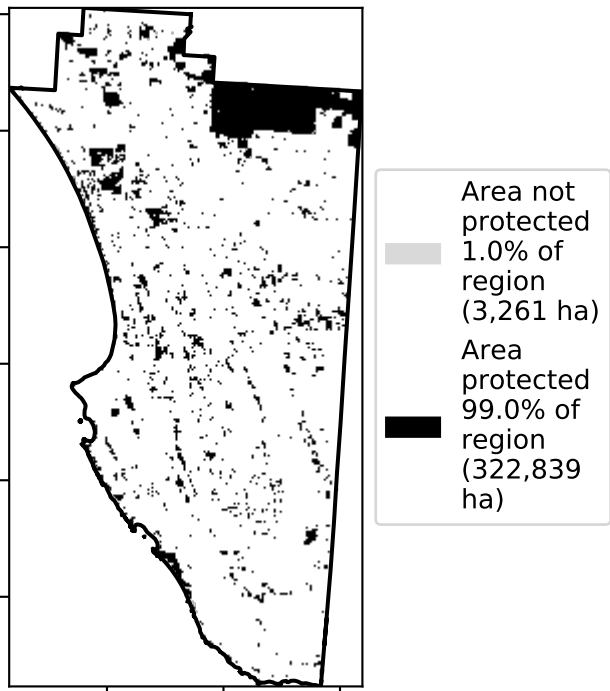 Area not
protected
1.0% of
region
(3,261 ha)
Area
protected
99.0% of
region
(322,839
ha)